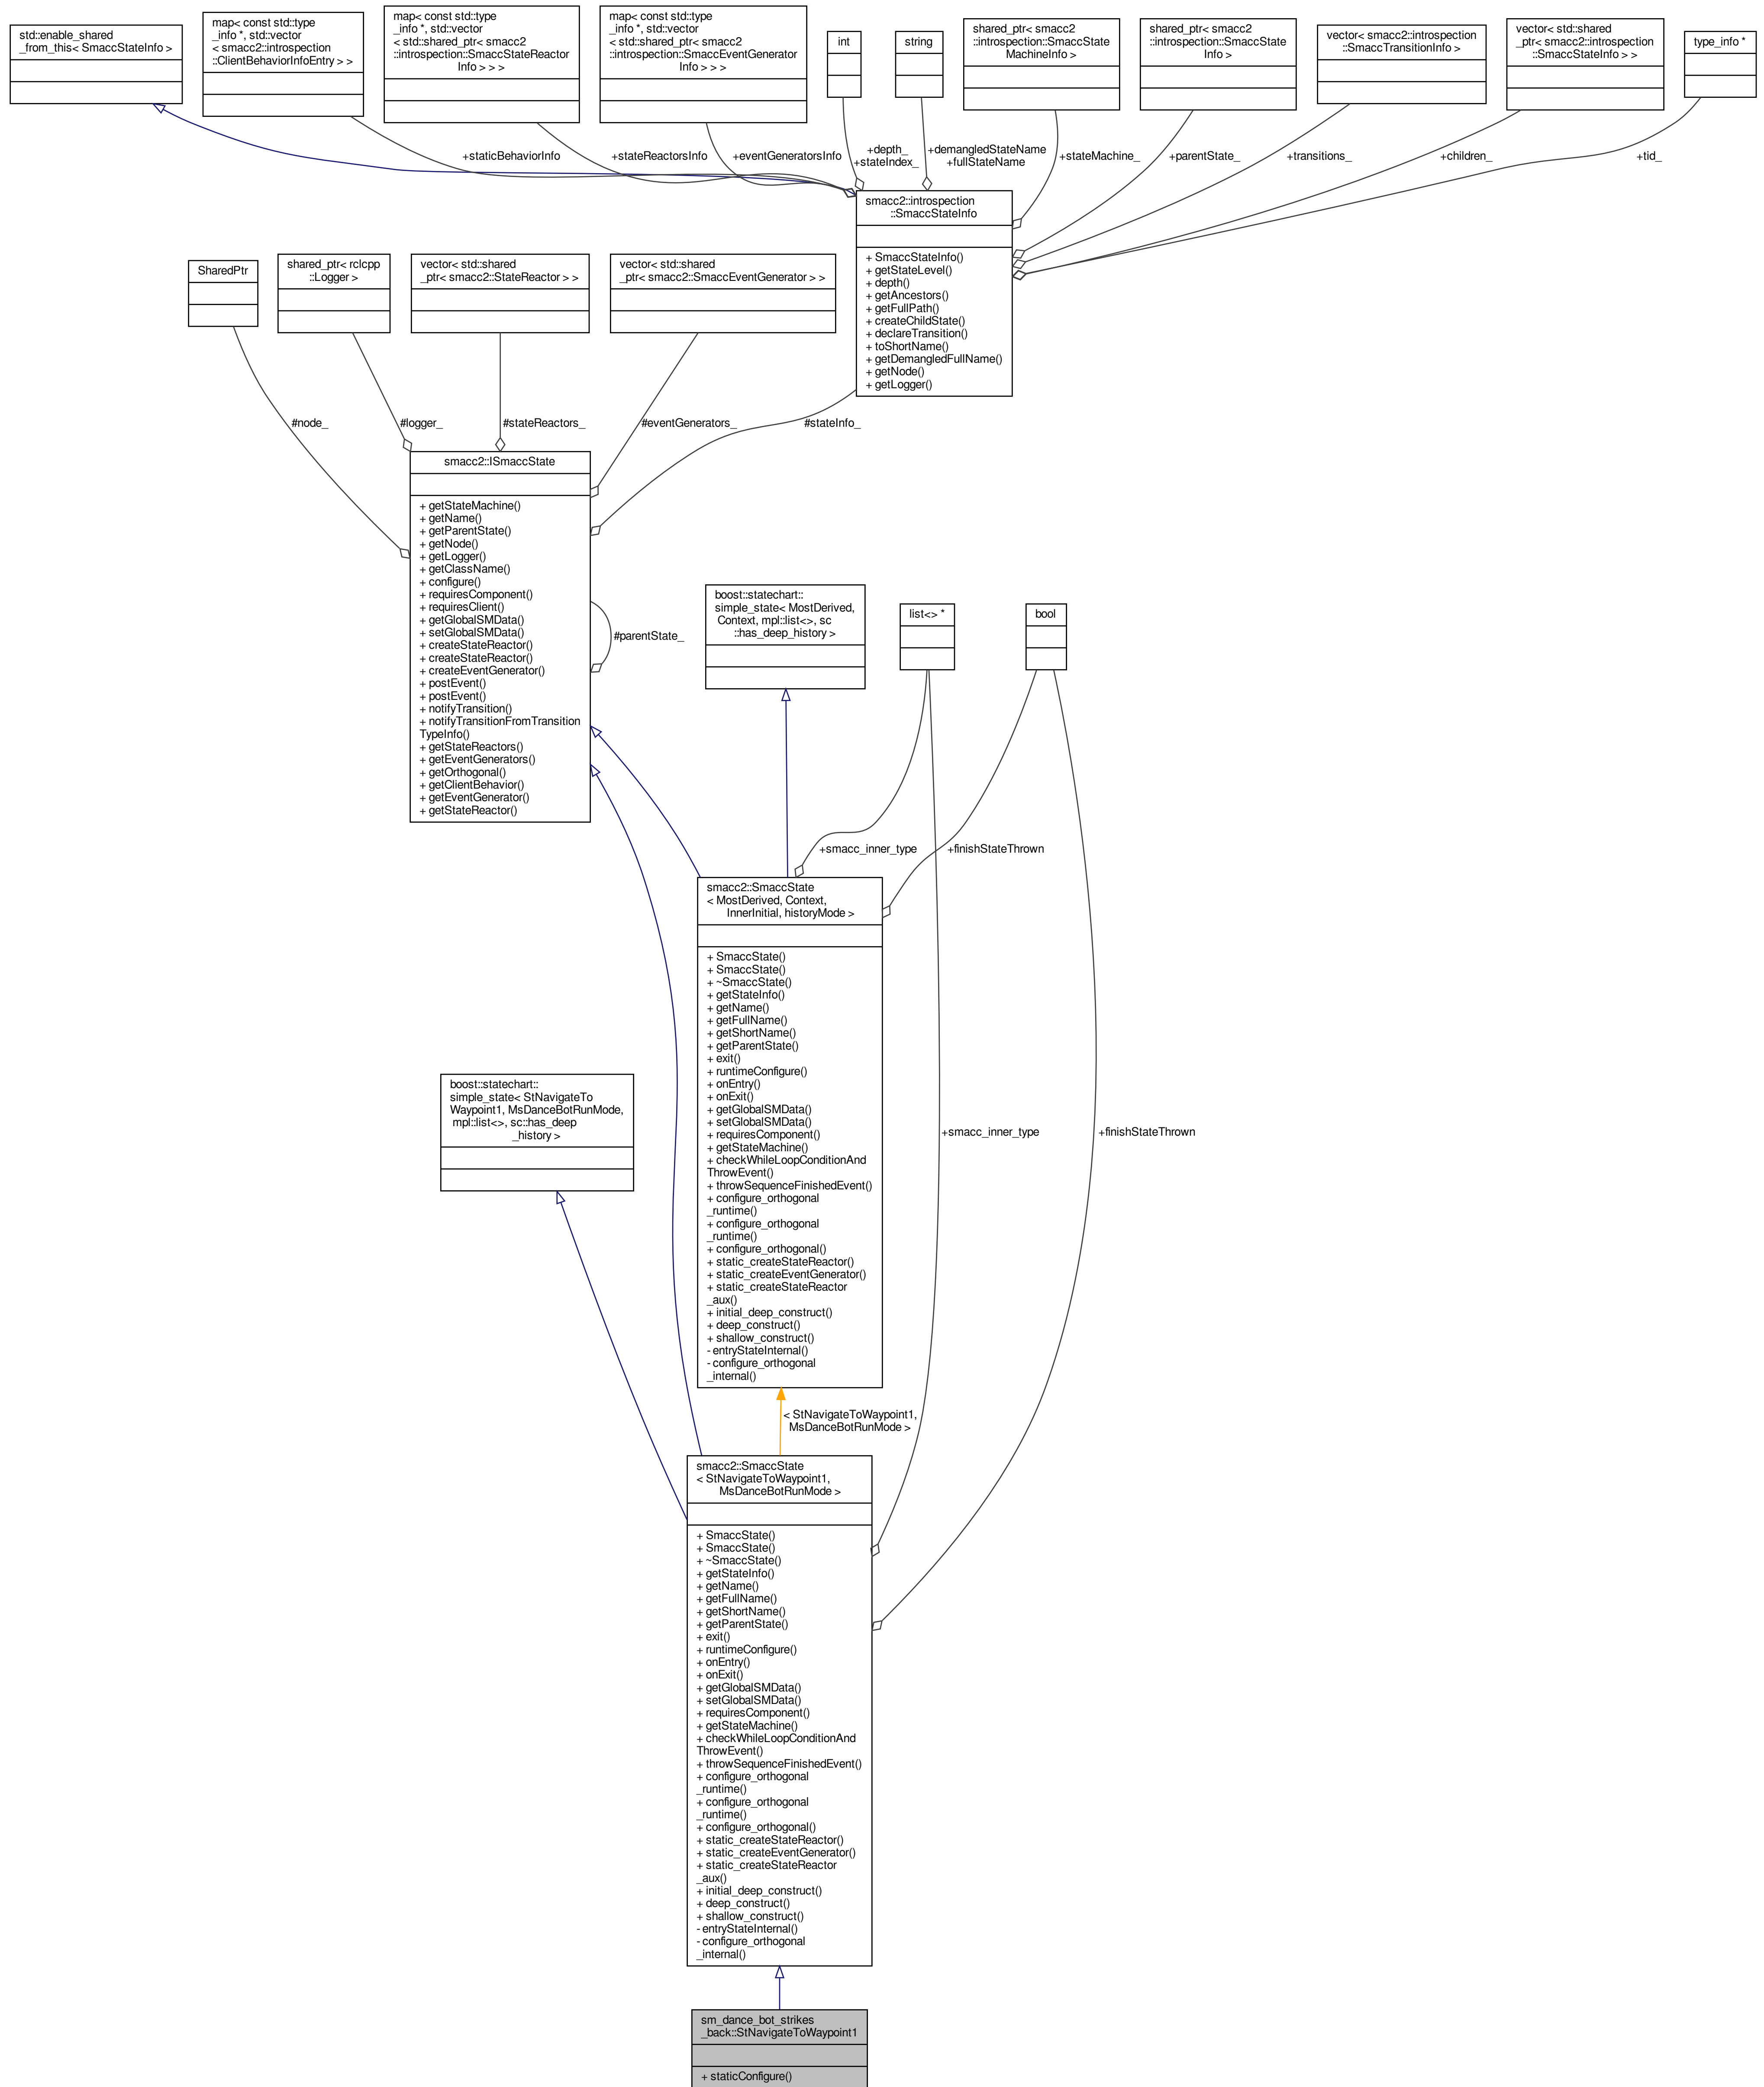 std::enable_shared
_from_this< SmaccStateInfo >
map< const std::type
_info *, std::vector
< smacc2::introspection
::ClientBehaviorInfoEntry > >
map< const std::type
_info *, std::vector
< std::shared_ptr< smacc2
::introspection::SmaccStateReactor
Info > > >
map< const std::type
_info *, std::vector
< std::shared_ptr< smacc2
::introspection::SmaccEventGenerator
Info > > >
int
string
shared_ptr< smacc2
::introspection::SmaccState
MachineInfo >
shared_ptr< smacc2
::introspection::SmaccState
Info >
vector< smacc2::introspection
::SmaccTransitionInfo >
vector< std::shared
_ptr< smacc2::introspection
::SmaccStateInfo > >
type_info *
+staticBehaviorInfo
+stateReactorsInfo
+eventGeneratorsInfo
+depth_
+stateIndex_
+demangledStateName
+fullStateName
+stateMachine_
+parentState_
+transitions_
+children_
+tid_
smacc2::introspection
::SmaccStateInfo
+ SmaccStateInfo()
+ getStateLevel()
+ depth()
+ getAncestors()
+ getFullPath()
+ createChildState()
+ declareTransition()
+ toShortName()
+ getDemangledFullName()
+ getNode()
+ getLogger()
SharedPtr
shared_ptr< rclcpp
::Logger >
vector< std::shared
_ptr< smacc2::StateReactor > >
vector< std::shared
_ptr< smacc2::SmaccEventGenerator > >
#node_
#logger_
#stateReactors_
#eventGenerators_
#stateInfo_
smacc2::ISmaccState
+ getStateMachine()
+ getName()
+ getParentState()
+ getNode()
+ getLogger()
+ getClassName()
+ configure()
+ requiresComponent()
+ requiresClient()
+ getGlobalSMData()
+ setGlobalSMData()
+ createStateReactor()
+ createStateReactor()
+ createEventGenerator()
+ postEvent()
+ postEvent()
+ notifyTransition()
+ notifyTransitionFromTransition
TypeInfo()
+ getStateReactors()
+ getEventGenerators()
+ getOrthogonal()
+ getClientBehavior()
+ getEventGenerator()
+ getStateReactor()
#parentState_
boost::statechart::
simple_state< MostDerived,
Context, mpl::list<>, sc
::has_deep_history >
list<> *
bool
+smacc_inner_type
+finishStateThrown
smacc2::SmaccState
< MostDerived, Context,
InnerInitial, historyMode >
+ SmaccState()
+ SmaccState()
+ ~SmaccState()
+ getStateInfo()
+ getName()
+ getFullName()
+ getShortName()
+ getParentState()
+ exit()
+ runtimeConfigure()
+ onEntry()
+ onExit()
+ getGlobalSMData()
+ setGlobalSMData()
+ requiresComponent()
+ getStateMachine()
+ checkWhileLoopConditionAnd
ThrowEvent()
+ throwSequenceFinishedEvent()
+ configure_orthogonal
_runtime()
+ configure_orthogonal
_runtime()
+ configure_orthogonal()
+ static_createStateReactor()
+ static_createEventGenerator()
+ static_createStateReactor
_aux()
+ initial_deep_construct()
+ deep_construct()
+ shallow_construct()
- entryStateInternal()
- configure_orthogonal
_internal()
boost::statechart::
simple_state< StNavigateTo
Waypoint1, MsDanceBotRunMode,
mpl::list<>, sc::has_deep
_history >
+smacc_inner_type
+finishStateThrown
< StNavigateToWaypoint1,
MsDanceBotRunMode >
smacc2::SmaccState
< StNavigateToWaypoint1,
MsDanceBotRunMode >
+ SmaccState()
+ SmaccState()
+ ~SmaccState()
+ getStateInfo()
+ getName()
+ getFullName()
+ getShortName()
+ getParentState()
+ exit()
+ runtimeConfigure()
+ onEntry()
+ onExit()
+ getGlobalSMData()
+ setGlobalSMData()
+ requiresComponent()
+ getStateMachine()
+ checkWhileLoopConditionAnd
ThrowEvent()
+ throwSequenceFinishedEvent()
+ configure_orthogonal
_runtime()
+ configure_orthogonal
_runtime()
+ configure_orthogonal()
+ static_createStateReactor()
+ static_createEventGenerator()
+ static_createStateReactor
_aux()
+ initial_deep_construct()
+ deep_construct()
+ shallow_construct()
- entryStateInternal()
- configure_orthogonal
_internal()
sm_dance_bot_strikes
_back::StNavigateToWaypoint1
+ staticConfigure()